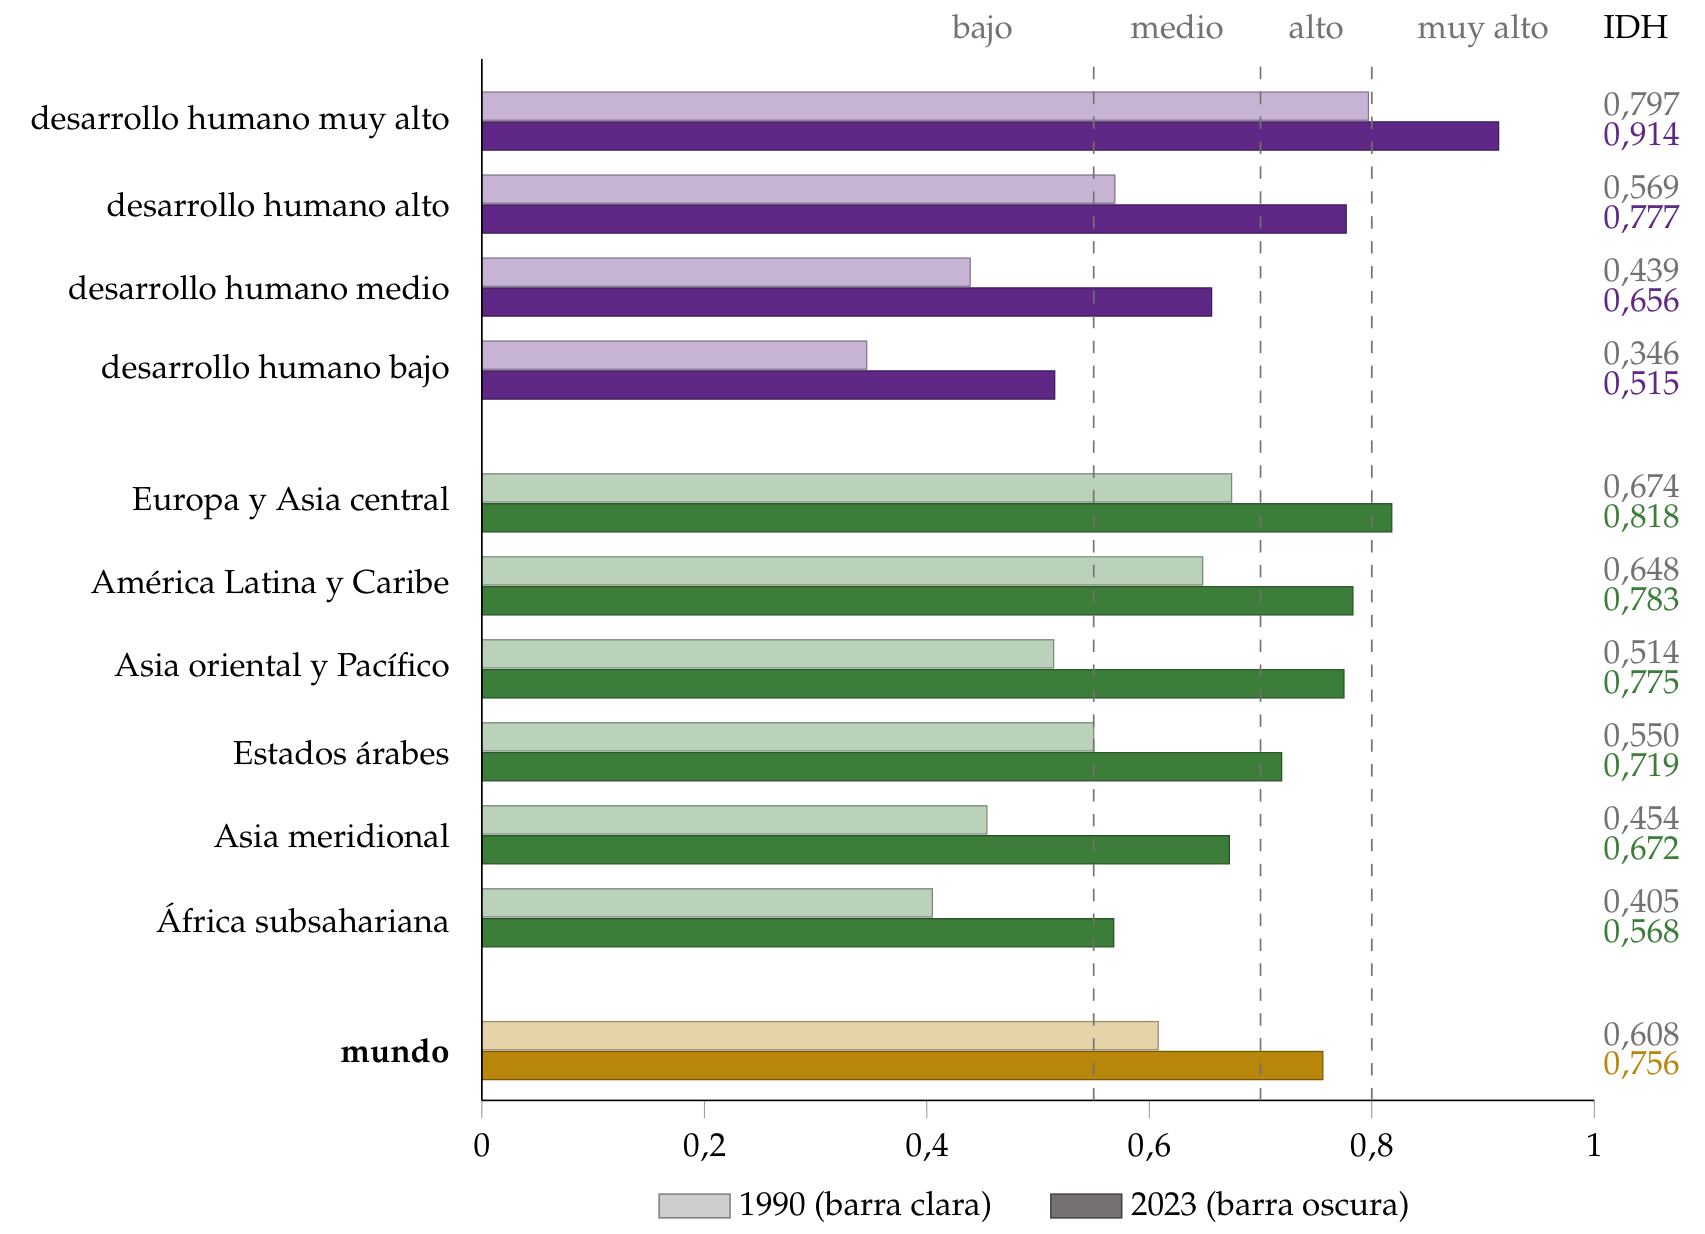 bajo medio alto muy alto IDH
desarrollo humano muy alto 0,797
0,914
desarrollo humano alto 0,569
0,777
desarrollo humano medio 0,439
0,656
desarrollo humano bajo 0,346
0,515
Europa y Asia central 0,674
0,818
América Latina y Caribe 0,648
0,783
Asia oriental y Pacífico 0,514
0,775
Estados árabes 0,550
0,719
Asia meridional 0,454
0,672
África subsahariana 0,405
0,568
mundo 0,608
0,756
0 0,2 0,4 0,6 0,8 1
1990 (barra clara) 2023 (barra oscura)